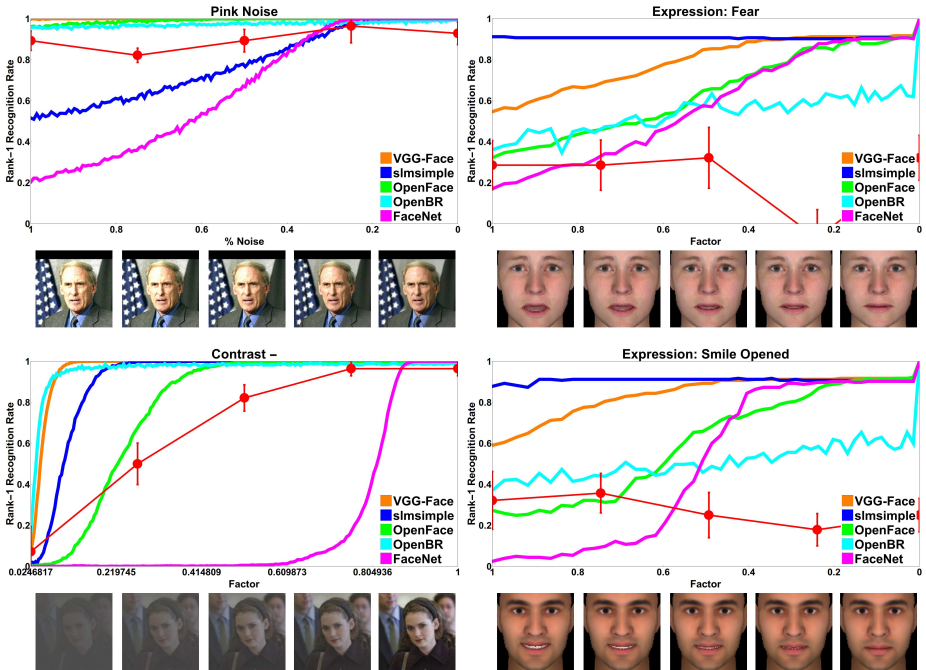 Pink Noise
Rank−1 Recognition Rate
1
0.8
0.6
0.4
0.2
0
VGG-Face
slmsimple
OpenFace
OpenBR
FaceNet
1 0.8 0.6 0.4 0.2 0
% Noise
Expression: Fear
Rank−1 Recognition Rate
1
0.8
0.6
0.4
0.2
0
VGG-Face
slmsimple
OpenFace
OpenBR
FaceNet
1 0.8 0.6 0.4 0.2 0
Factor
Contrast −
Rank−1 Recognition Rate
1
0.8
0.6
0.4
0.2
0
VGG-Face
slmsimple
OpenFace
OpenBR
FaceNet
0.0246817 0.219745 0.414809 0.609873 0.804936 1
Factor
Expression: Smile Opened
Rank−1 Recognition Rate
1
0.8
0.6
0.4
0.2
0
VGG-Face
slmsimple
OpenFace
OpenBR
FaceNet
1 0.8 0.6 0.4 0.2 0
Factor